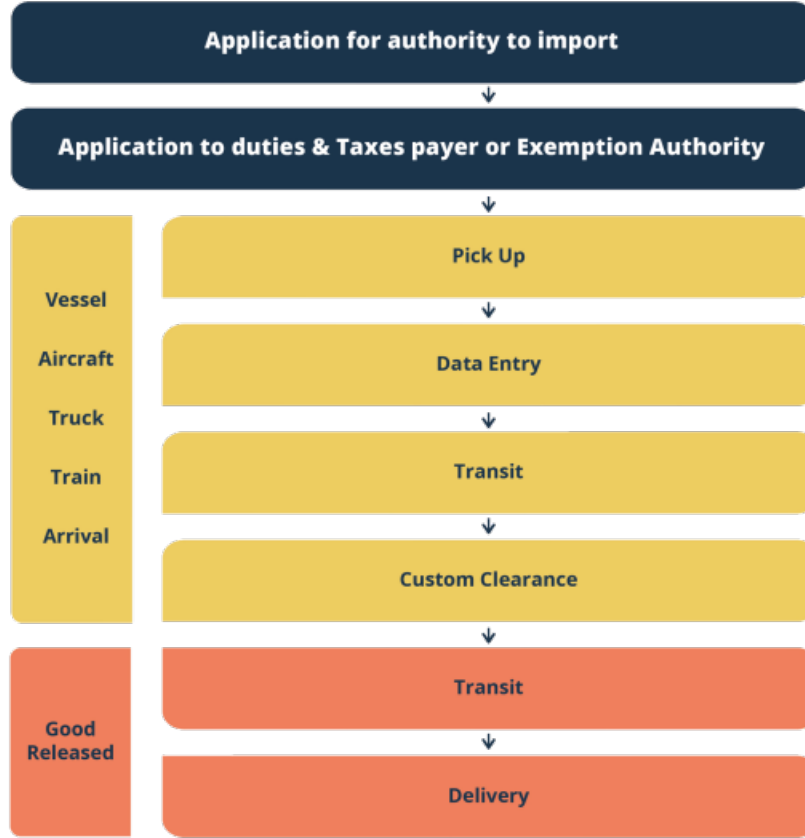 Application for authority to import
Application to duties & Taxes payer or Exemption Authority
Vessel
Aircraft
Truck
Train
Arrival
Pick Up
Data Entry
Transit
Custom Clearance
Good
Released
Transit
Delivery